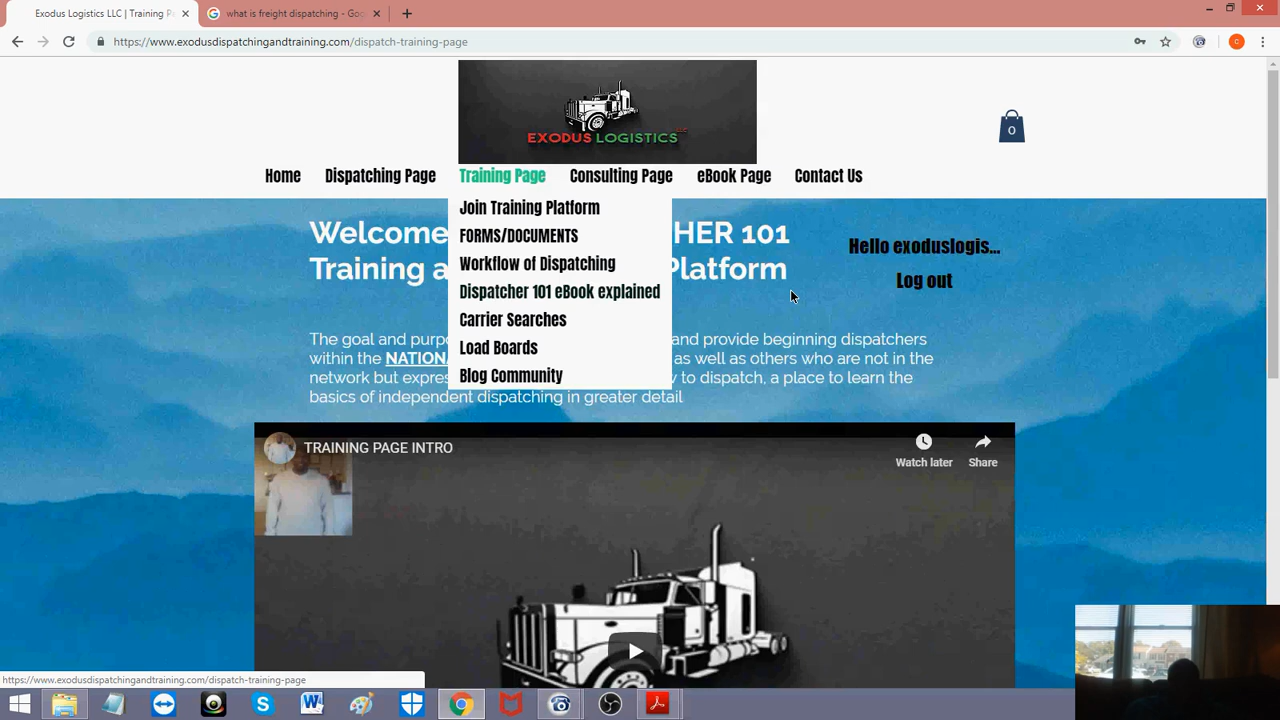 Exodus Logistics LLC | Training P
what is freight dispatching - Goo
https://www.exodusdispatchingandtraining.com/dispatch-training-page
C
EXODUS LOGISTICS LLC
0
Home Dispatching Page Training Page Consulting Page eBook Page Contact Us
Join Training Platform
FORMS/DOCUMENTS
Workflow of Dispatching
Dispatcher 101 eBook explained
Carrier Searches
Load Boards
Blog Community
Welcome HER 101
Training a Platform
Hello exoduslogis...
Log out
The goal and purp and provide beginning dispatchers
within the NATION as well as others who are not in the
network but expres w to dispatch, a place to learn the
basics of independent dispatching in greater detail
TRAINING PAGE INTRO
Watch later
Share
https://www.exodusdispatchingandtraining.com/dispatch-training-page